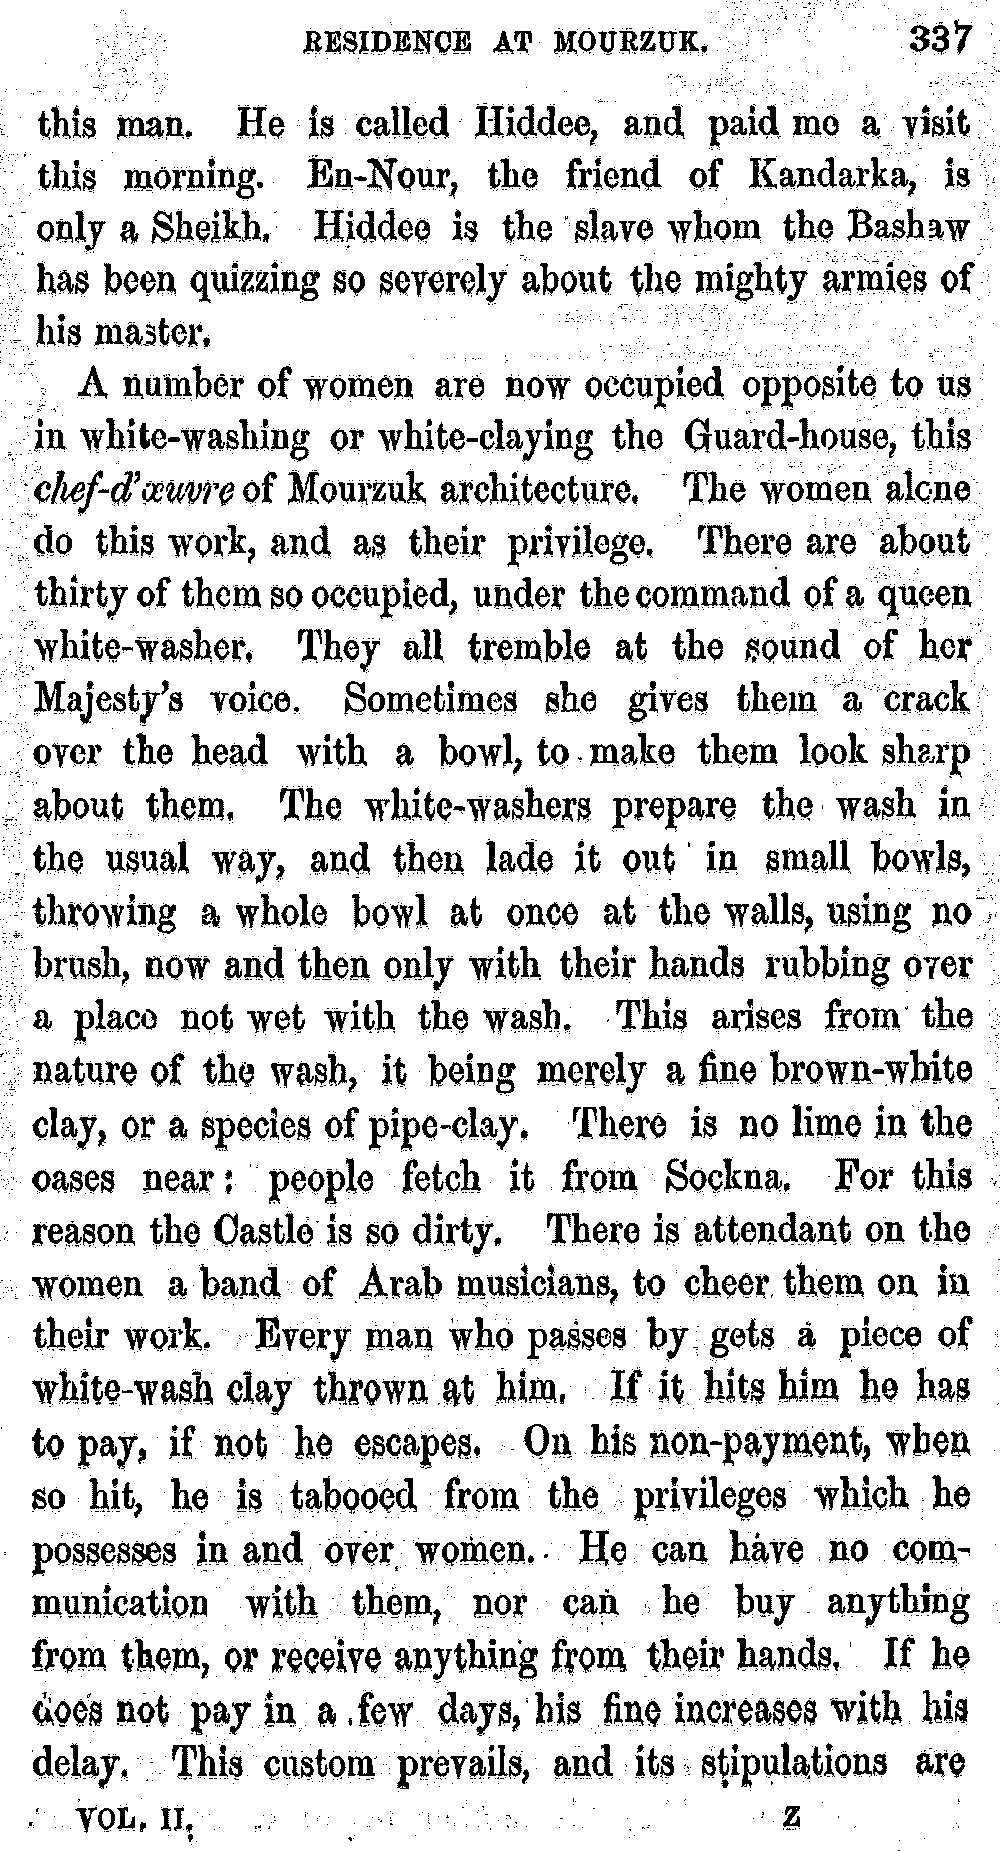 RESIDENCE AT MOURZUK. 337
this man. He is called Hiddee, and paid me a visit
this morning. En-Nour, the friend of Kandarka, is
only a Sheikh. Hiddee is the slave whom the Bashaw
has been quizzing so severely about the mighty armies of
his master.
A number of women are now occupied opposite to us
in white-washing or white-claying the Guard-house, this
chef-d'œuvre of Mourzuk architecture. The women alone
do this work, and as their privilege. There are about
thirty of them so occupied, under the command of a queen
white-washer. They all tremble at the sound of her
Majesty's voice. Sometimes she gives them a crack
over the head with a bowl, to make them look sharp
about them. The white-washers prepare the wash in
the usual way, and then lade it out in small bowls,
throwing a whole bowl at once at the walls, using no
brush, now and then only with their hands rubbing over
a place not wet with the wash. This arises from the
nature of the wash, it being merely a fine brown-white
clay, or a species of pipe-clay. There is no lime in the
oases near: people fetch it from Sockna. For this
reason the Castle is so dirty. There is attendant on the
women a band of Arab musicians, to cheer them on in
their work. Every man who passes by gets a piece of
white-wash clay thrown at him. If it hits him he has
to pay, if not he escapes. On his non-payment, when
so hit, he is tabooed from the privileges which he
possesses in and over women. He can have no com-
munication with them, nor can he buy anything
from them, or receive anything from their hands. If he
does not pay in a few days, his fine increases with his
delay. This custom prevails, and its stipulations are
VOL. II. Z